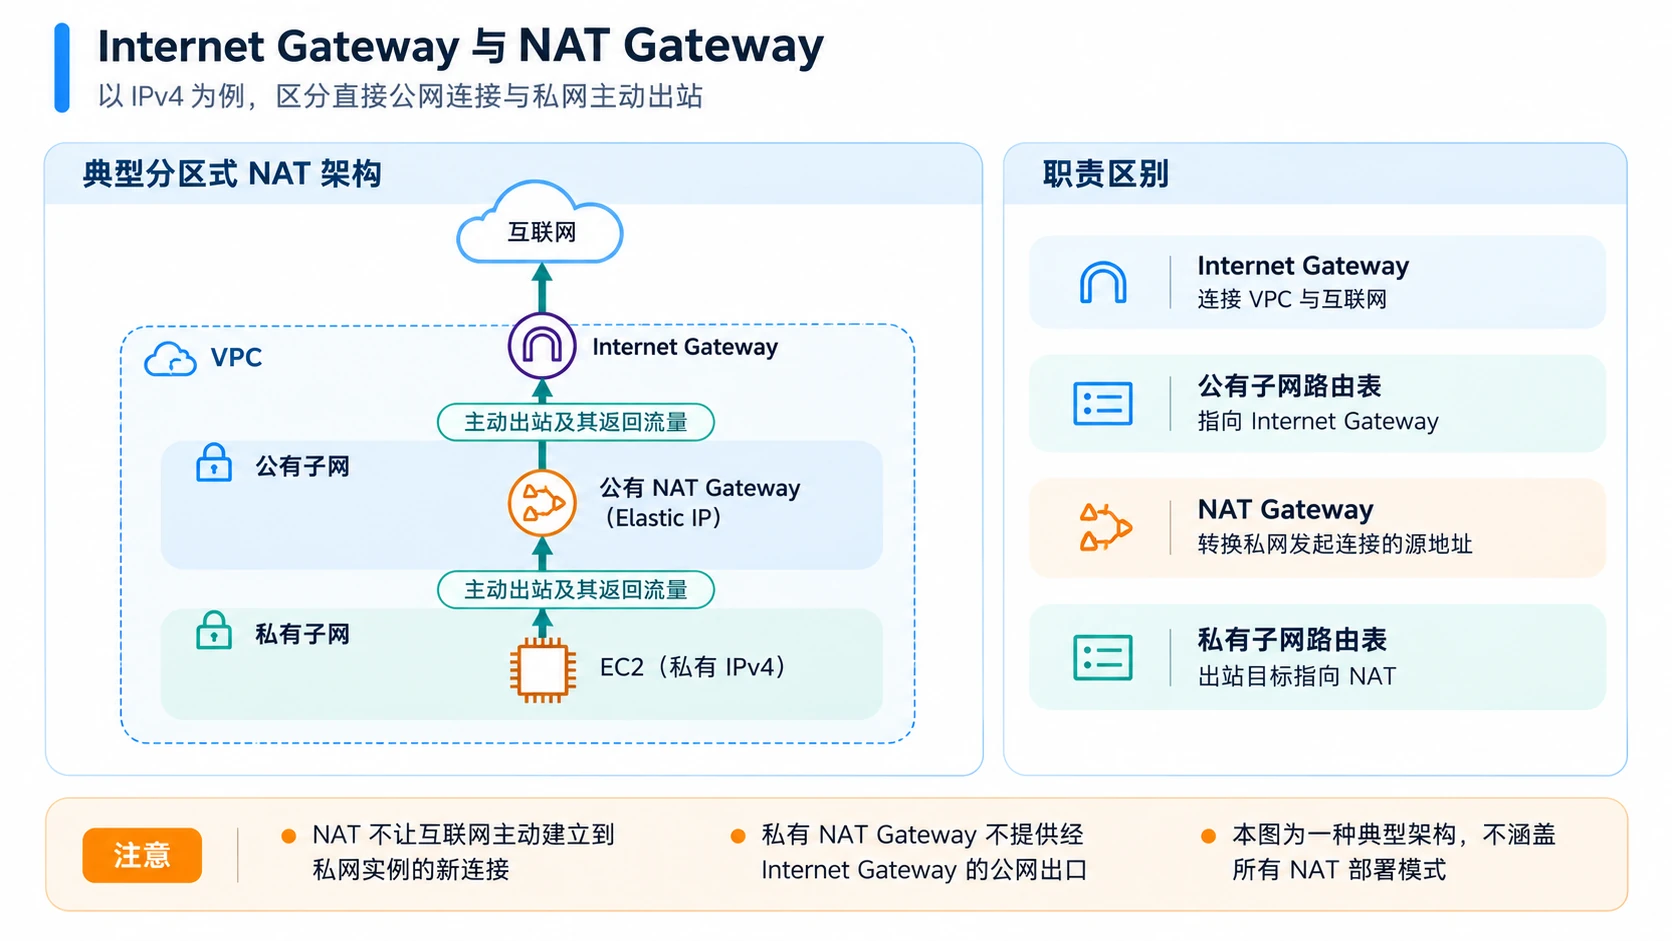 Internet Gateway 与 NAT Gateway
以 IPv4 为例，区分直接公网连接与私网主动出站
典型分区式 NAT 架构
互联网
VPC
Internet Gateway
主动出站及其返回流量
公有子网
公有 NAT Gateway
（Elastic IP）
主动出站及其返回流量
私有子网
EC2（私有 IPv4）
职责区别
Internet Gateway
连接 VPC 与互联网
公有子网路由表
指向 Internet Gateway
NAT Gateway
转换私网发起连接的源地址
私有子网路由表
出站目标指向 NAT
注意
NAT 不让互联网主动建立到
私网实例的新连接
私有 NAT Gateway 不提供经
Internet Gateway 的公网出口
本图为一种典型架构，不涵盖
所有 NAT 部署模式